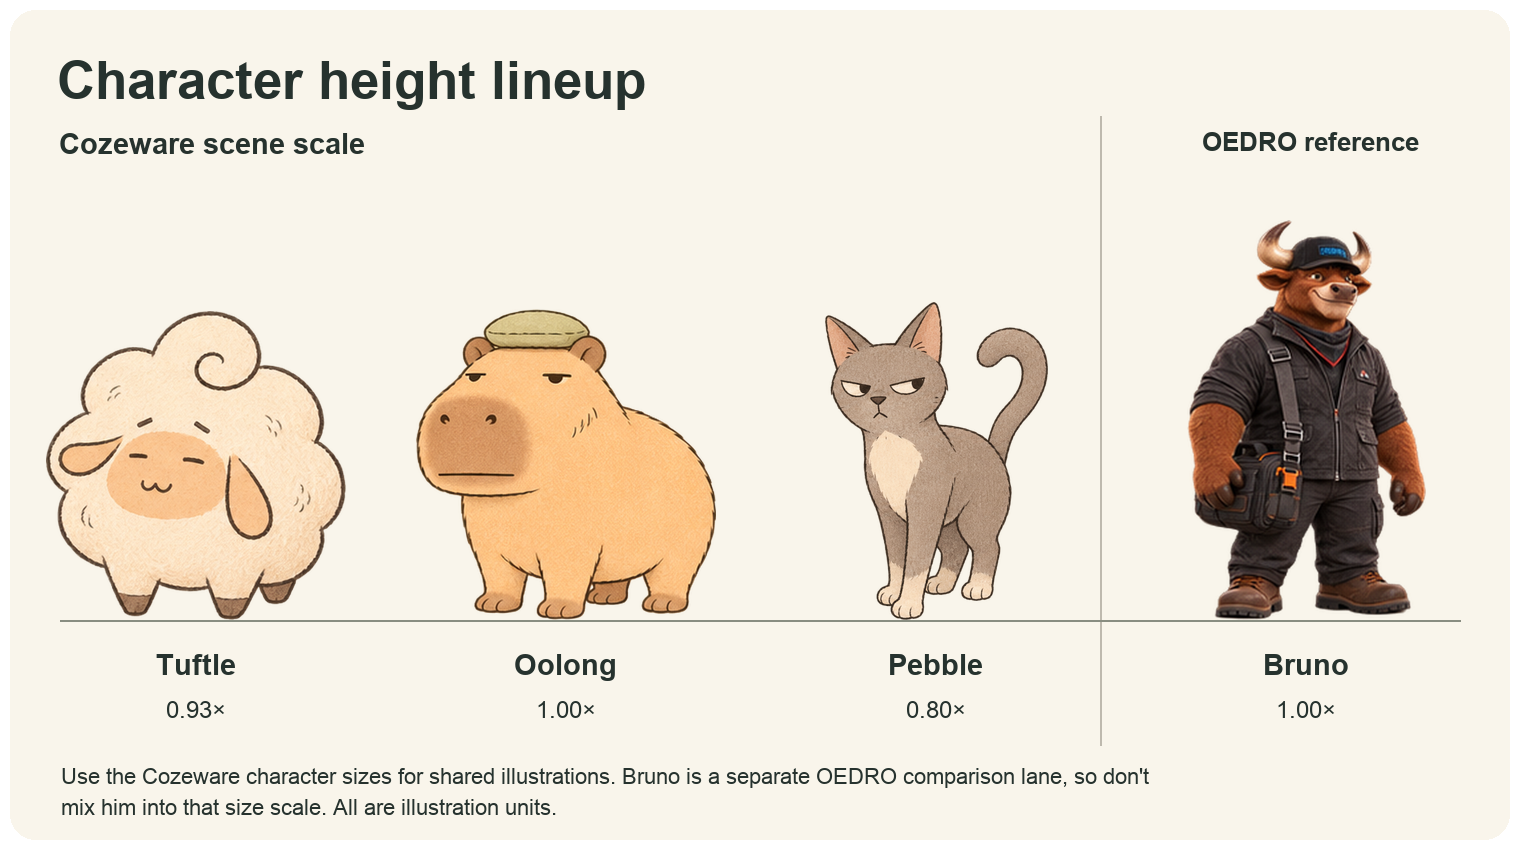 Character height lineup
Cozeware scene scale
OEDRO reference
Tuftle
Oolong
Pebble
Bruno
0.93×
1.00×
0.80×
1.00×
Use the Cozeware character sizes for shared illustrations. Bruno is a separate OEDRO comparison lane, so don't
mix him into that size scale. All are illustration units.